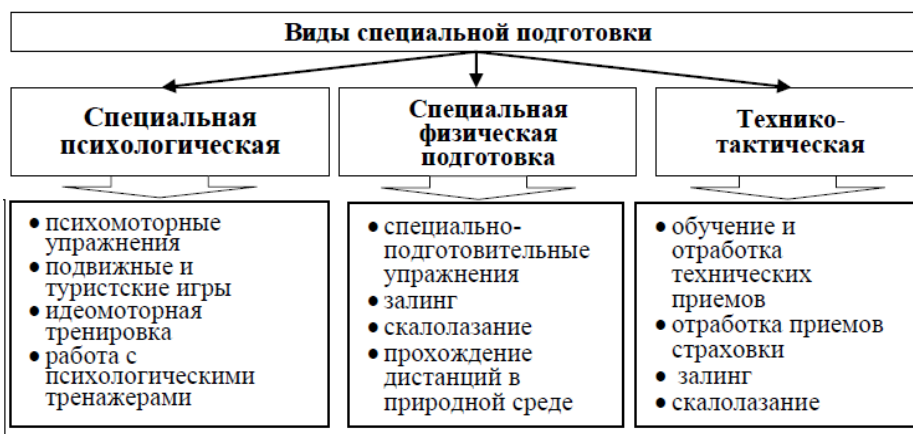 Виды специальной подготовки
Специальная
психологическая
Специальная
физическая
подготовка
Технико-
тактическая
• психомоторные
упражнения
• подвижные и
туристские игры
• идеомоторная
тренировка
• работа с
психологическими
тренажерами
• специально-
подготовительные
упражнения
• залинг
• скалолазание
• прохождение
дистанций в
природной среде
• обучение и
отработка
технических
приемов
• отработка приемов
страховки
• залинг
• скалолазание